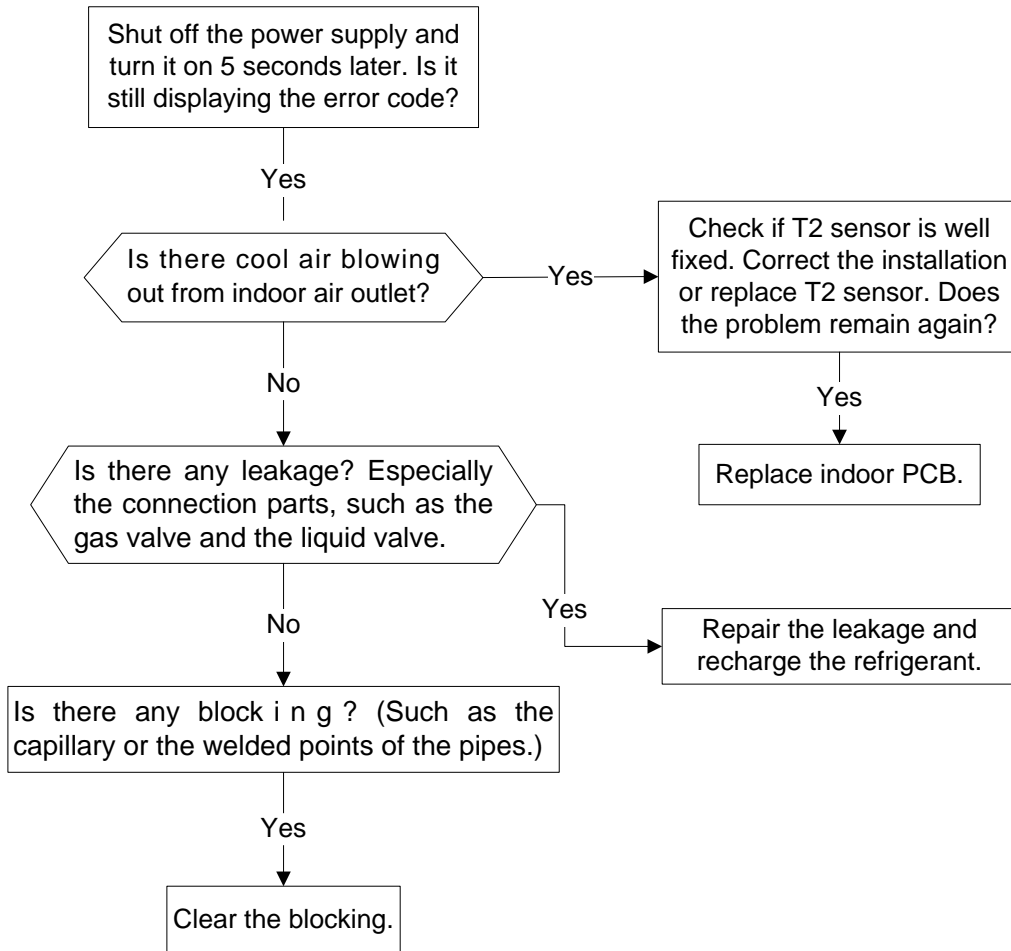 Shut off the power supply and
turn it on 5 seconds later. Is it
still displaying the error code?
Yes
Is there cool air blowing
out from indoor air outlet?
Yes
Check if T2 sensor is well
fixed. Correct the installation
or replace T2 sensor. Does
the problem remain again?
No
Yes
Is there any leakage? Especially
the connection parts, such as the
gas valve and the liquid valve.
Replace indoor PCB.
Yes
No
Repair the leakage and
recharge the refrigerant.
Is there any block i n g ? (Such as the
capillary or the welded points of the pipes.)
Yes
Clear the blocking.